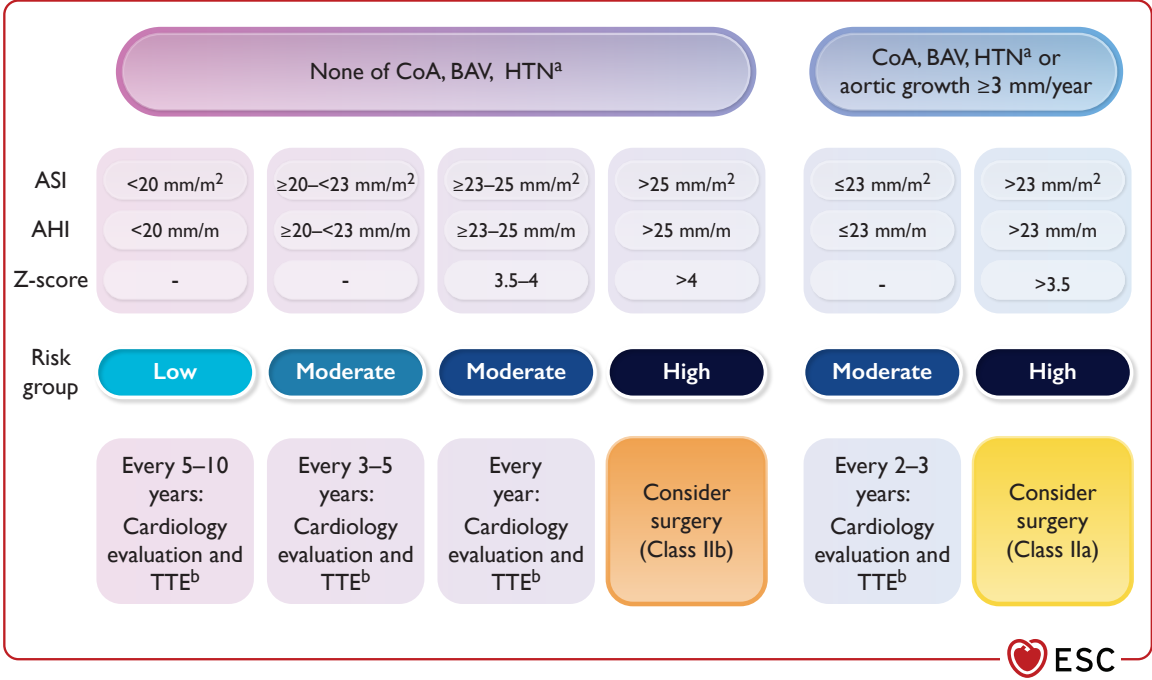 None of CoA, BAV, HTNᵃ
CoA, BAV, HTNᵃ or
aortic growth ≥3 mm/year
ASI
<20 mm/m²
≥20–<23 mm/m²
≥23–25 mm/m²
>25 mm/m²
≤23 mm/m²
>23 mm/m²
AHI
<20 mm/m
≥20–<23 mm/m
≥23–25 mm/m
>25 mm/m
≤23 mm/m
>23 mm/m
Z-score
-
-
3.5–4
>4
-
>3.5
Risk
group
Low
Moderate
Moderate
High
Moderate
High
Every 5–10
years:
Cardiology
evaluation and
TTEᵇ
Every 3–5
years:
Cardiology
evaluation and
TTEᵇ
Every
year:
Cardiology
evaluation and
TTEᵇ
Consider
surgery
(Class IIb)
Every 2–3
years:
Cardiology
evaluation and
TTEᵇ
Consider
surgery
(Class IIa)
ESC